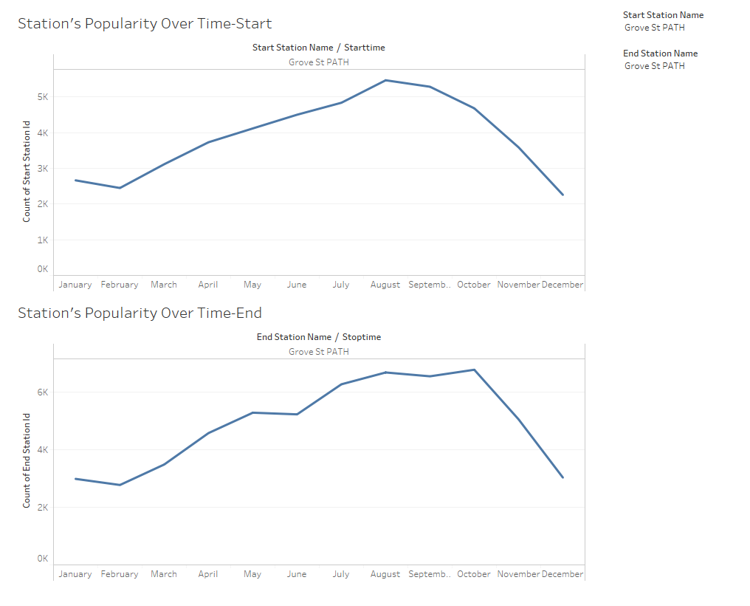 Station's Popularity Over Time-Start
Start Station Name / Starttime
Grove St PATH
Count of Start Station Id
5K
4K
3K
2K
1K
0K
January February March April May June July August Septemb.. October November December
Station's Popularity Over Time-End
End Station Name / Stoptime
Grove St PATH
Count of End Station Id
6K
4K
2K
0K
January February March April May June July August Septemb.. October November December
Start Station Name
Grove St PATH
End Station Name
Grove St PATH